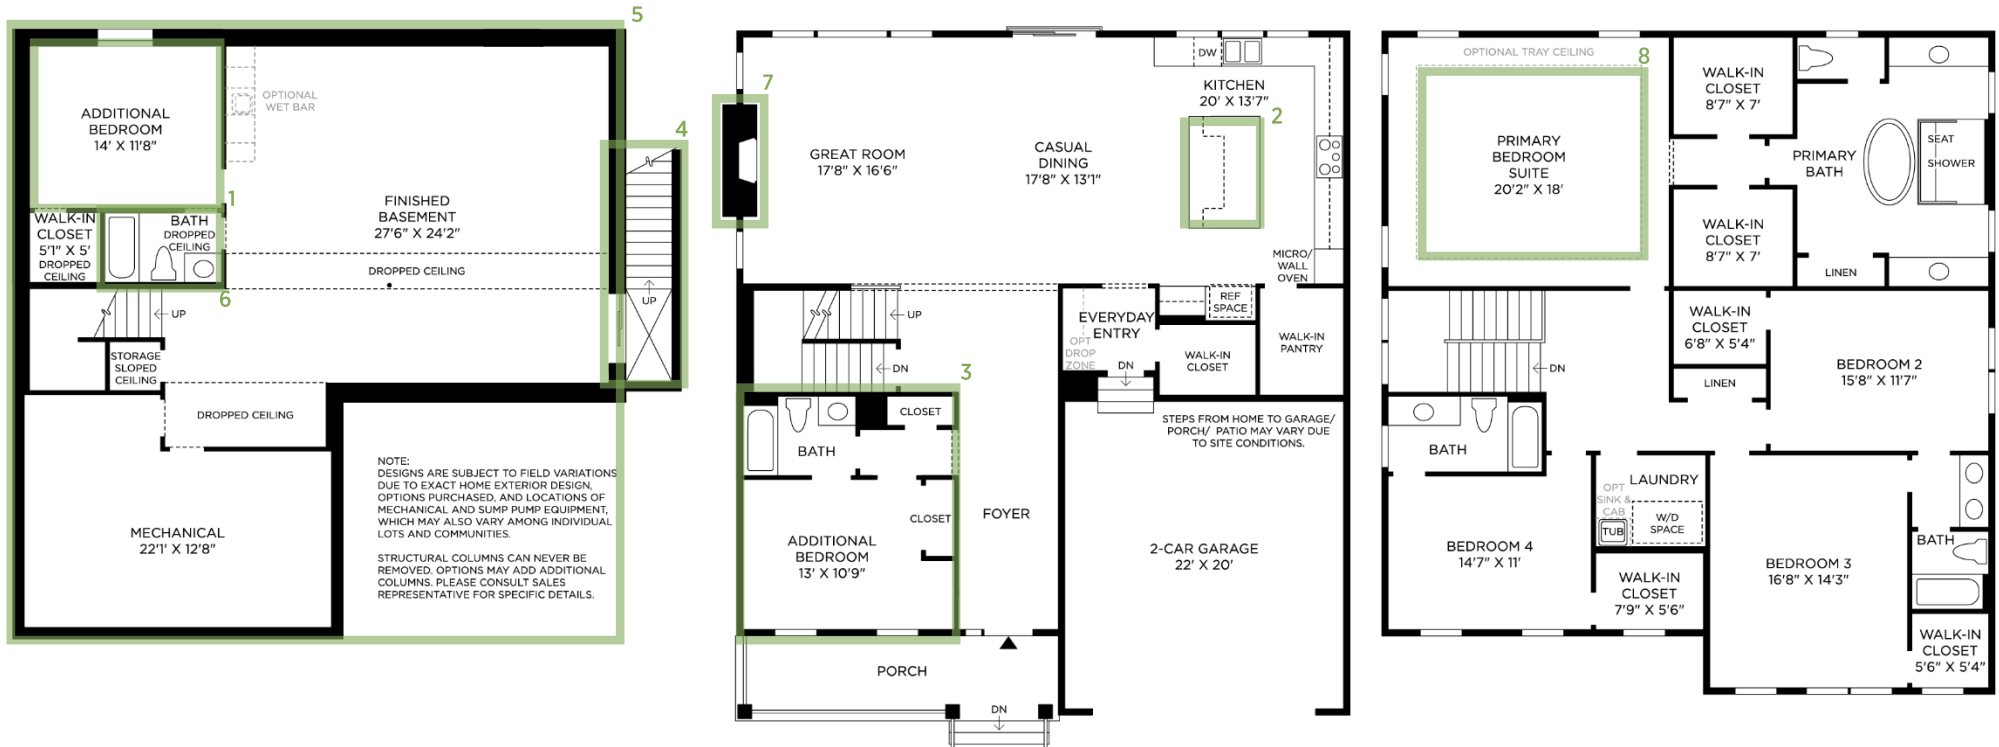 5
ADDITIONAL
BEDROOM
14' X 11'8"
OPTIONAL
WET BAR
4
1
WALK-IN
CLOSET
5'1" X 5'
DROPPED
CEILING
BATH
DROPPED
CEILING
FINISHED
BASEMENT
27'6" X 24'2"
DROPPED CEILING
6
UP
UP
STORAGE
SLOPED
CEILING
DROPPED CEILING
MECHANICAL
22'1' X 12'8"
NOTE:
DESIGNS ARE SUBJECT TO FIELD VARIATIONS
DUE TO EXACT HOME EXTERIOR DESIGN,
OPTIONS PURCHASED, AND LOCATIONS OF
MECHANICAL AND SUMP PUMP EQUIPMENT,
WHICH MAY ALSO VARY AMONG INDIVIDUAL
LOTS AND COMMUNITIES.
STRUCTURAL COLUMNS CAN NEVER BE
REMOVED. OPTIONS MAY ADD ADDITIONAL
COLUMNS. PLEASE CONSULT SALES
REPRESENTATIVE FOR SPECIFIC DETAILS.
7
DW
KITCHEN
20' X 13'7"
2
GREAT ROOM
17'8" X 16'6"
CASUAL
DINING
17'8" X 13'1"
MICRO/
WALL
OVEN
REF
SPACE
EVERYDAY
ENTRY
OPT
DROP
ZONE
UP
DN
DN
WALK-IN
CLOSET
WALK-IN
PANTRY
3
CLOSET
BATH
CLOSET
ADDITIONAL
BEDROOM
13' X 10'9"
FOYER
STEPS FROM HOME TO GARAGE/
PORCH/ PATIO MAY VARY DUE
TO SITE CONDITIONS.
2-CAR GARAGE
22' X 20'
PORCH
DN
OPTIONAL TRAY CEILING
8
PRIMARY
BEDROOM
SUITE
20'2" X 18'
WALK-IN
CLOSET
8'7" X 7'
PRIMARY
BATH
SEAT
SHOWER
WALK-IN
CLOSET
8'7" X 7'
LINEN
WALK-IN
CLOSET
6'8" X 5'4"
DN
LINEN
BEDROOM 2
15'8" X 11'7"
BATH
LAUNDRY
OPT
SINK &
CAB
TUB
W/D
SPACE
BEDROOM 4
14'7" X 11'
WALK-IN
CLOSET
7'9" X 5'6"
BEDROOM 3
16'8" X 14'3"
BATH
WALK-IN
CLOSET
5'6" X 5'4"